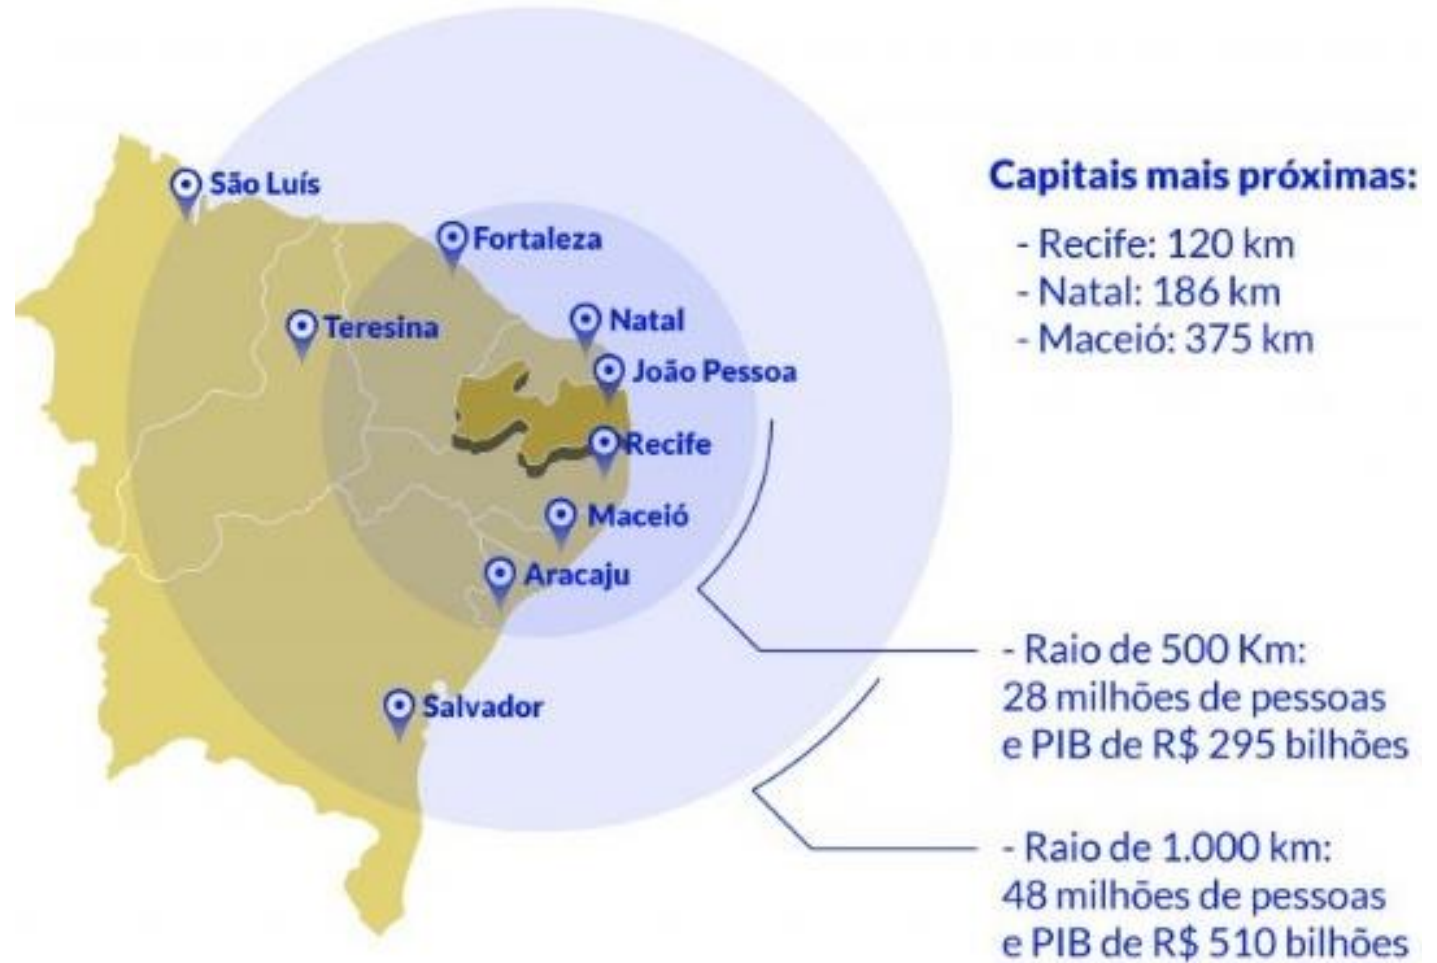 São Luís
Fortaleza
Teresina
Natal
João Pessoa
Recife
Maceió
Aracaju
Salvador
Capitais mais próximas:
- Recife: 120 km
- Natal: 186 km
- Maceió: 375 km
- Raio de 500 Km:
28 milhões de pessoas
e PIB de R$ 295 bilhões
- Raio de 1.000 km:
48 milhões de pessoas
e PIB de R$ 510 bilhões